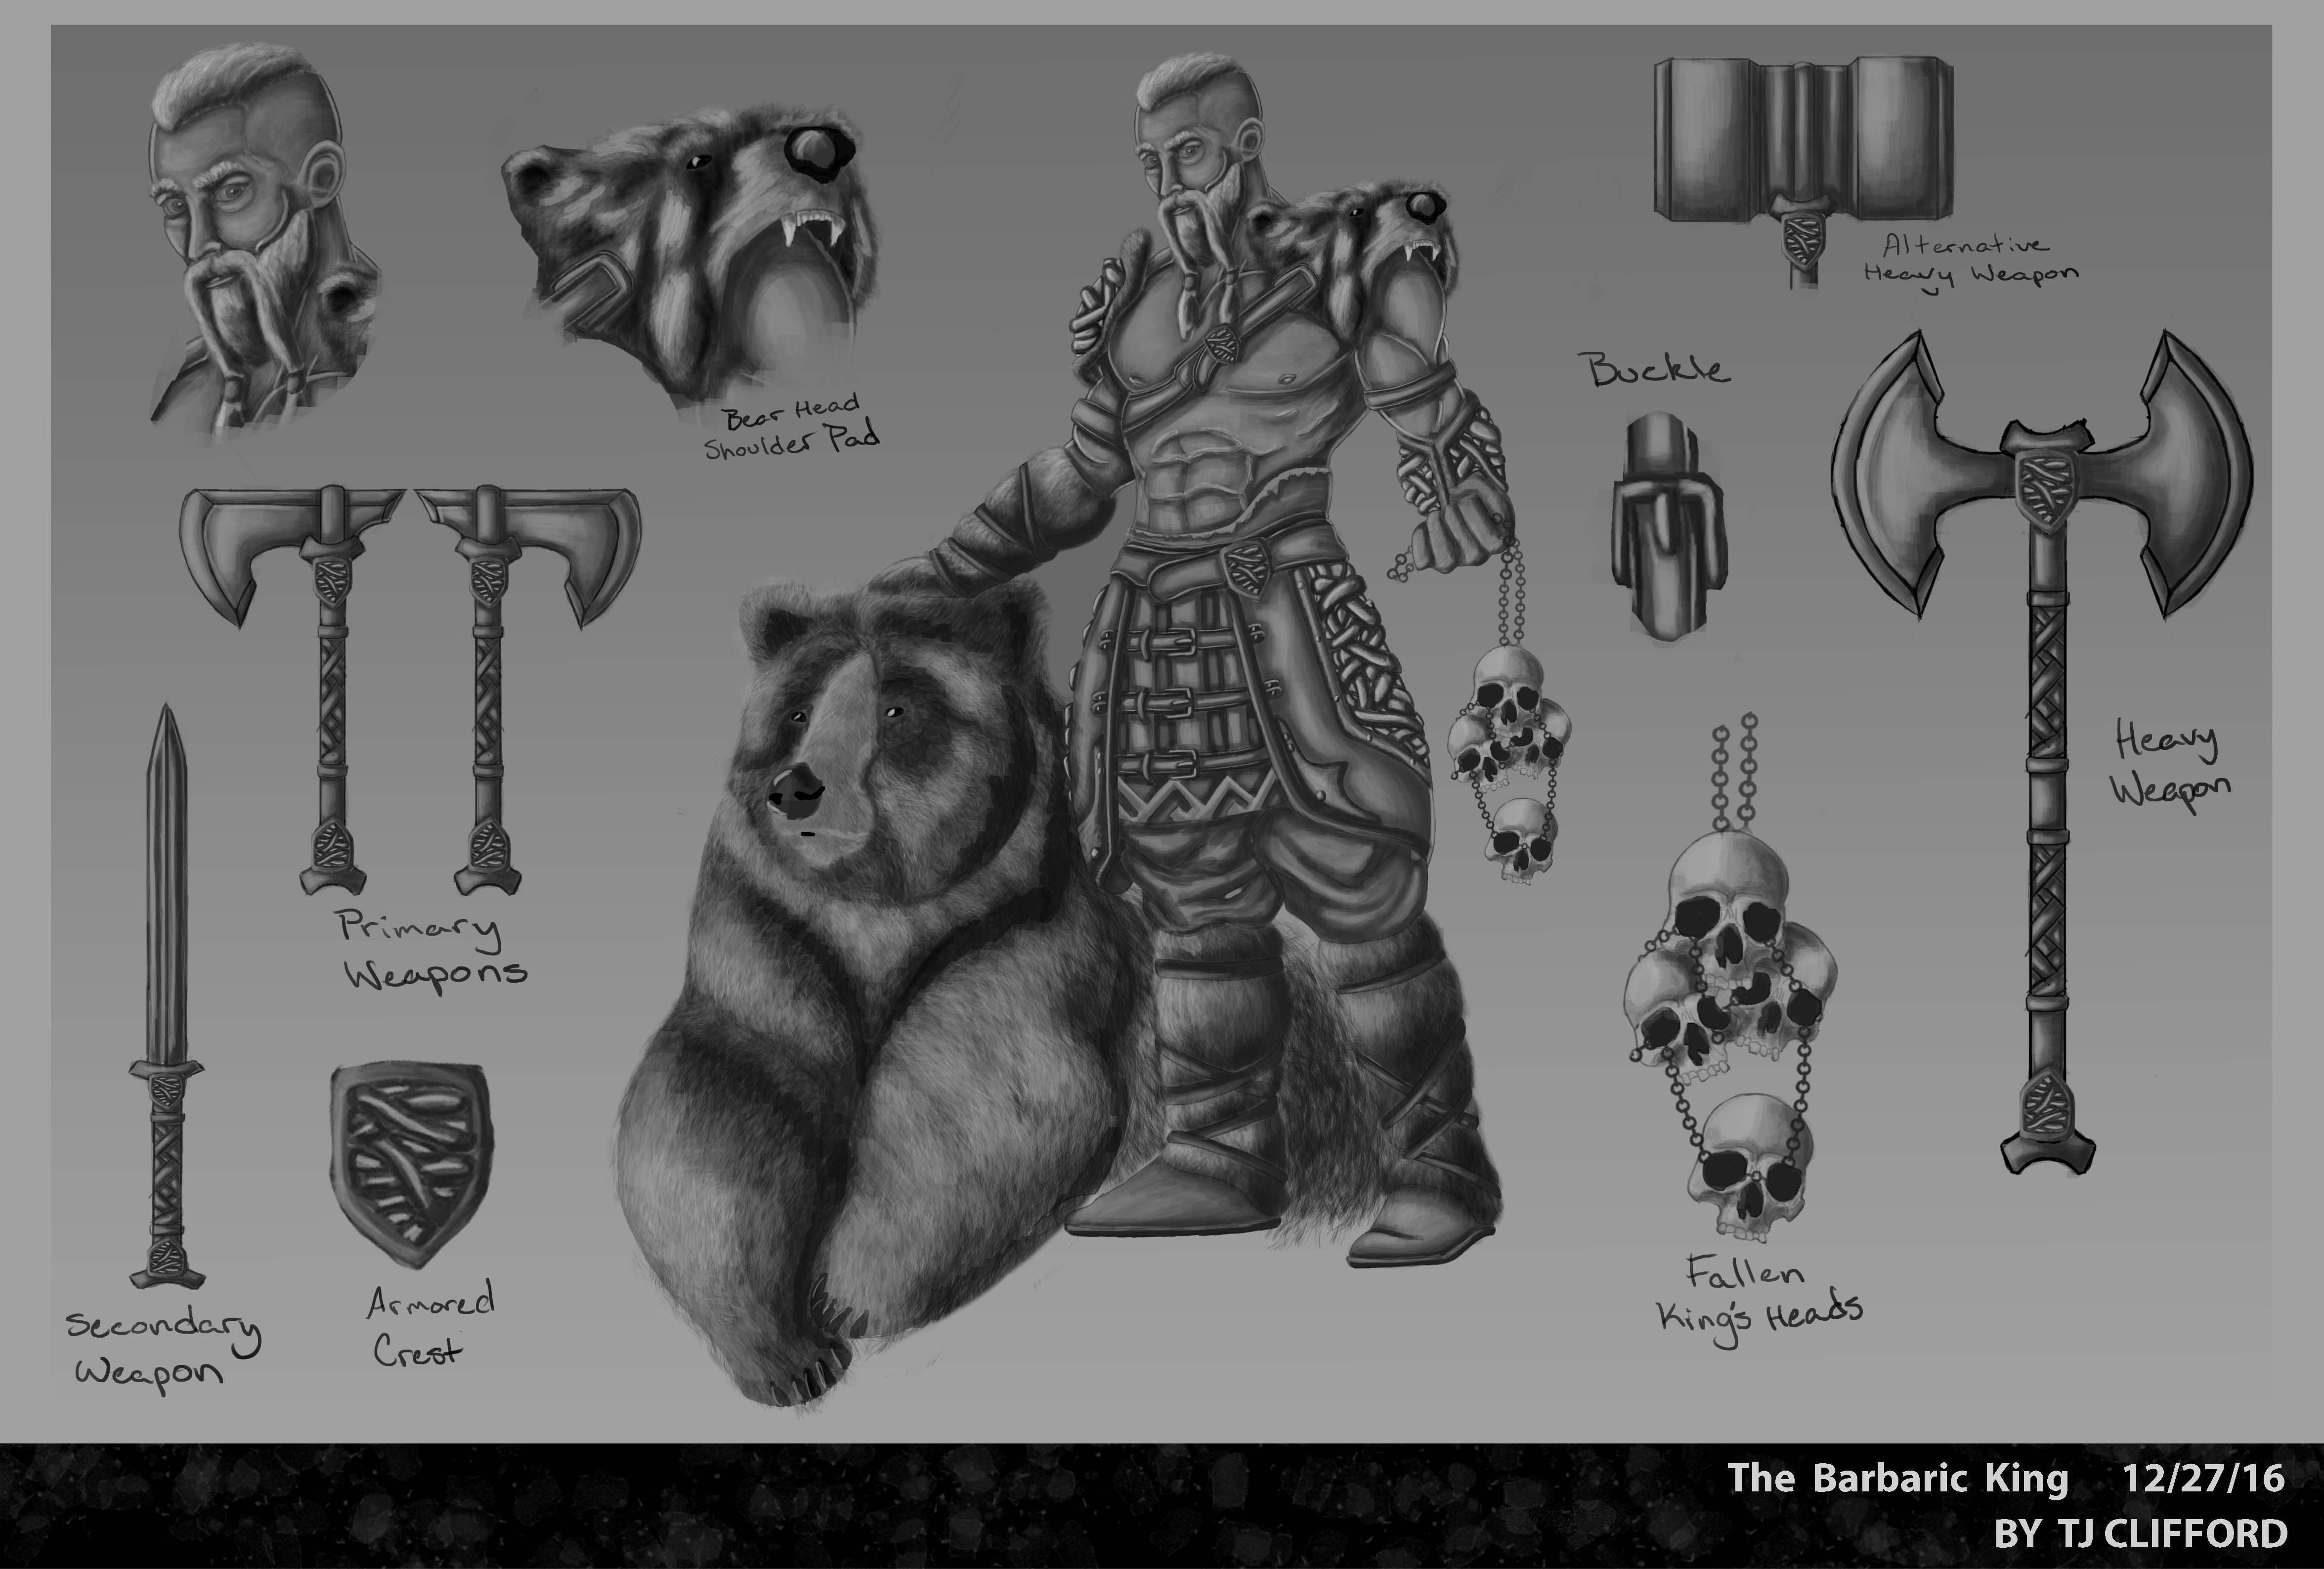 Alternative
Heavy Weapon
Buckle
Bear Head
Shoulder Pad
Heavy
Weapon
Primary
Weapons
Fallen
King's Heads
Armored
Crest
Secondary
Weapon
The Barbaric King 12/27/16
BY TJ CLIFFORD